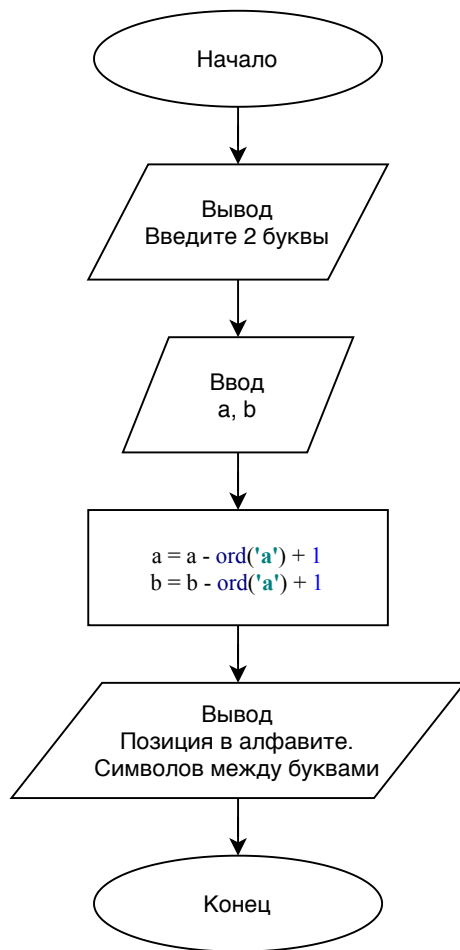 Начало
Вывод
Введите 2 буквы
Ввод
a, b
a = a - ord('a') + 1
b = b - ord('a') + 1
Вывод
Позиция в алфавите.
Символов между буквами
Конец